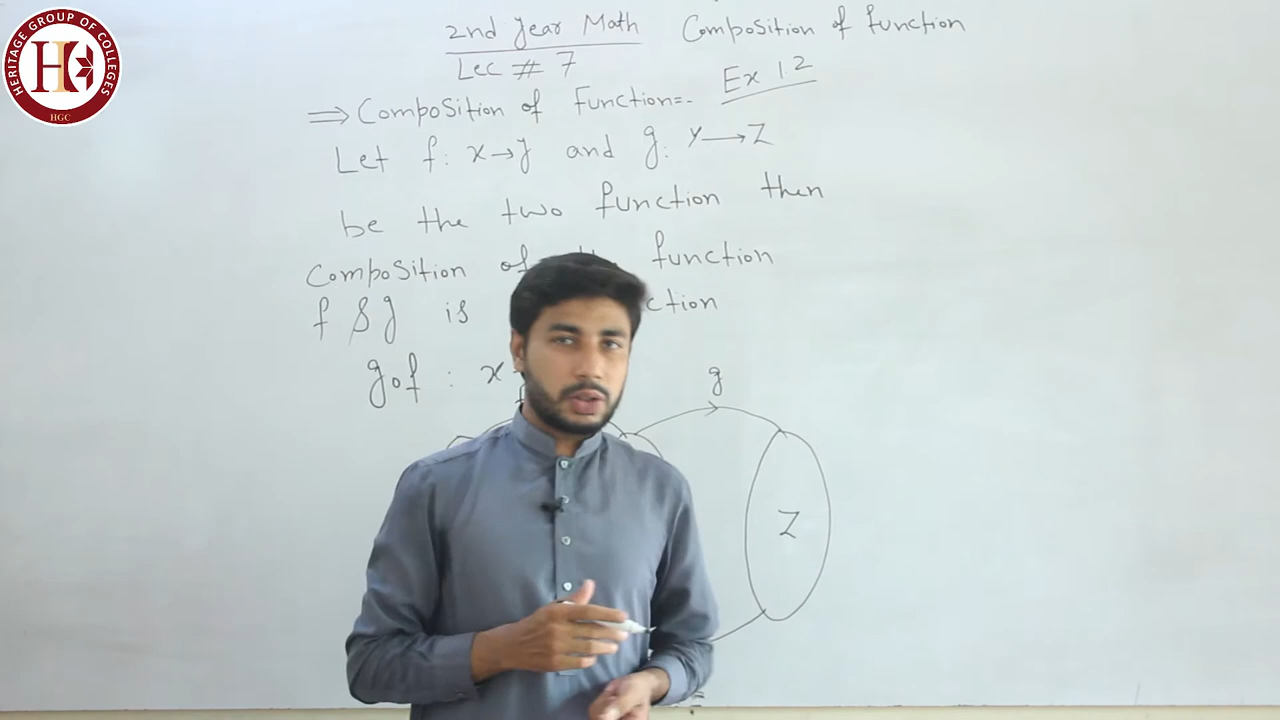 HERITAGE GROUP OF COLLEGES
HGC
2nd year Math Composition of function
Lec # 7
Ex 1.2
⇒ Composition of Function:-
Let f: x→y and g: y→Z
be the two function then
Composition of function
f & g is
gof : x
g
Z